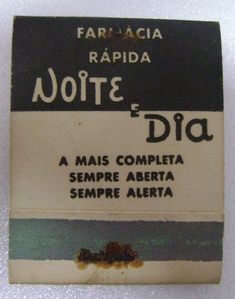 FARMÁCIA
RÁPIDA
NOITE
E
DIA
A MAIS COMPLETA
SEMPRE ABERTA
SEMPRE ALERTA